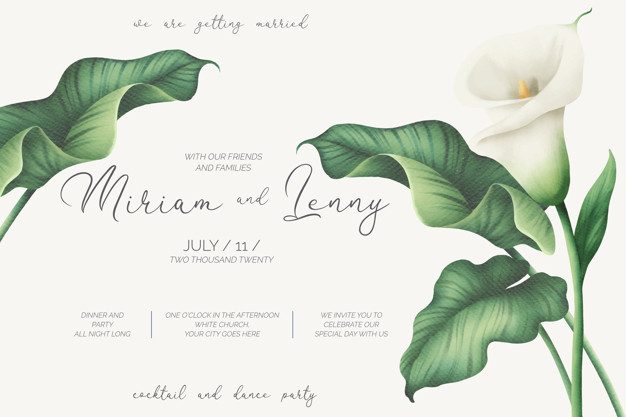 we are getting married
WITH OUR FRIENDS
AND FAMILIES
Miriam and Lenny
JULY / 11 /
TWO THOUSAND TWENTY
DINNER AND
PARTY
ALL NIGHT LONG
ONE O'CLOCK IN THE AFTERNOON
WHITE CHURCH,
YOUR CITY GOES HERE
WE INVITE YOU TO
CELEBRATE OUR
SPECIAL DAY WITH US
cocktail and dance party